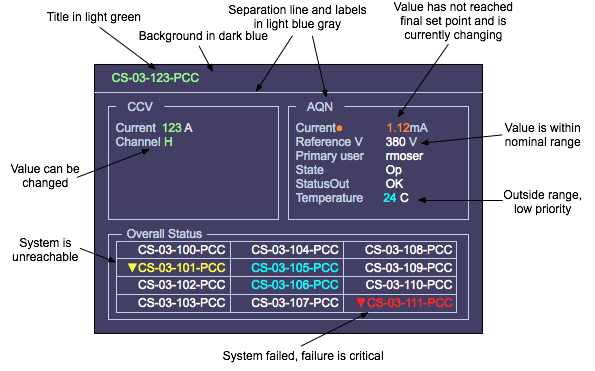 Title in light green
Background in dark blue
Separation line and labels
in light blue gray
Value has not reached
final set point and is
currently changing
CS-03-123-PCC
CCV
Current 123 A
Channel H
AQN
Current 1.12mA
Reference V 380 V
Primary user rmoser
State Op
StatusOut OK
Temperature 24 C
Value can be
changed
Value is within
nominal range
Outside range,
low priority
System is
unreachable
Overall Status
CS-03-100-PCC CS-03-104-PCC CS-03-108-PCC
▼CS-03-101-PCC CS-03-105-PCC CS-03-109-PCC
CS-03-102-PCC CS-03-106-PCC CS-03-110-PCC
CS-03-103-PCC CS-03-107-PCC ▼CS-03-111-PCC
System failed, failure is critical